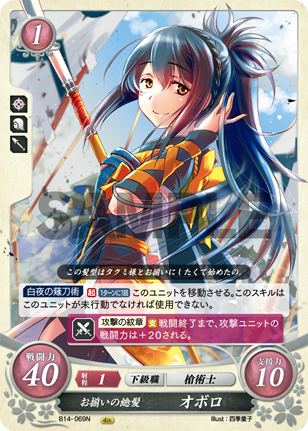 1
SAMPLE
この髪型はタクミ様とお揃いに！したくて始めたの。
白夜の薙刀術 起 1ターンに1回 このユニットを移動させる。このスキルは
このユニットが未行動でなければ使用できない。
攻撃の紋章 支 戦闘終了まで、攻撃ユニットの
戦闘力は＋20される。
戦闘力
40
射程 1
下級職
槍術士
支援力
10
お揃いの総髪
オボロ
B14-069N
4th
Illust：四季童子